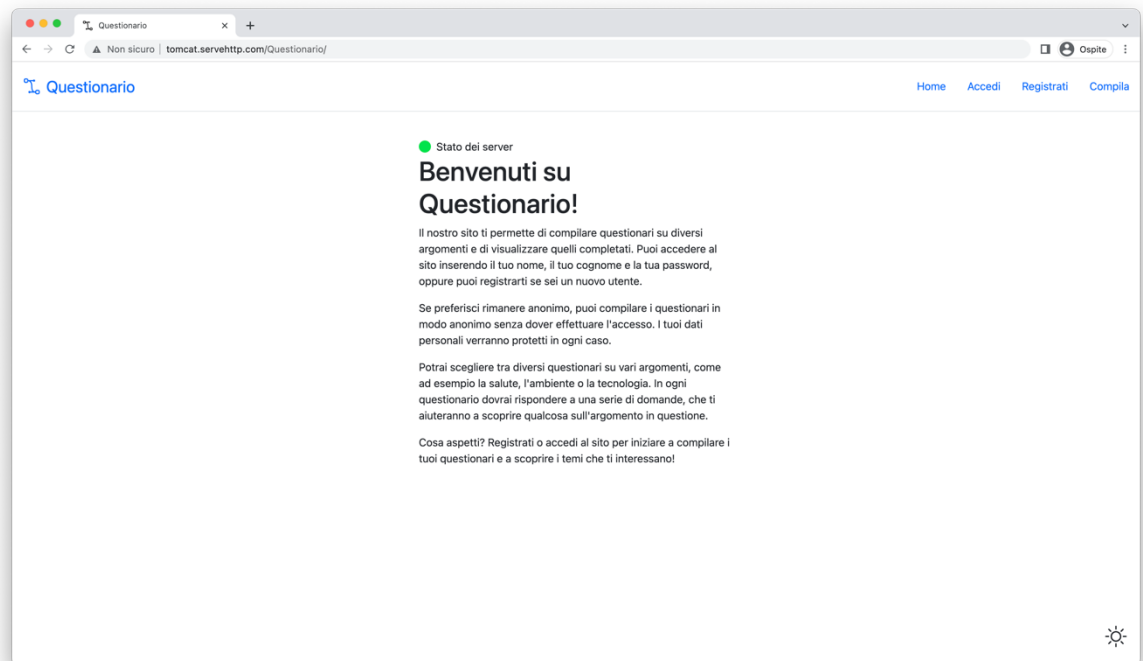 Questionario
Non sicuro | tomcat.servehttp.com/Questionario/
Ospite
Questionario
Home Accedi Registrati Compila
Stato dei server
Benvenuti su
Questionario!
Il nostro sito ti permette di compilare questionari su diversi
argomenti e di visualizzare quelli completati. Puoi accedere al
sito inserendo il tuo nome, il tuo cognome e la tua password,
oppure puoi registrarti se sei un nuovo utente.
Se preferisci rimanere anonimo, puoi compilare i questionari in
modo anonimo senza dover effettuare l'accesso. I tuoi dati
personali verranno protetti in ogni caso.
Potrai scegliere tra diversi questionari su vari argomenti, come
ad esempio la salute, l'ambiente o la tecnologia. In ogni
questionario dovrai rispondere a una serie di domande, che ti
aiuteranno a scoprire qualcosa sull'argomento in questione.
Cosa aspetti? Registrati o accedi al sito per iniziare a compilare i
tuoi questionari e a scoprire i temi che ti interessano!